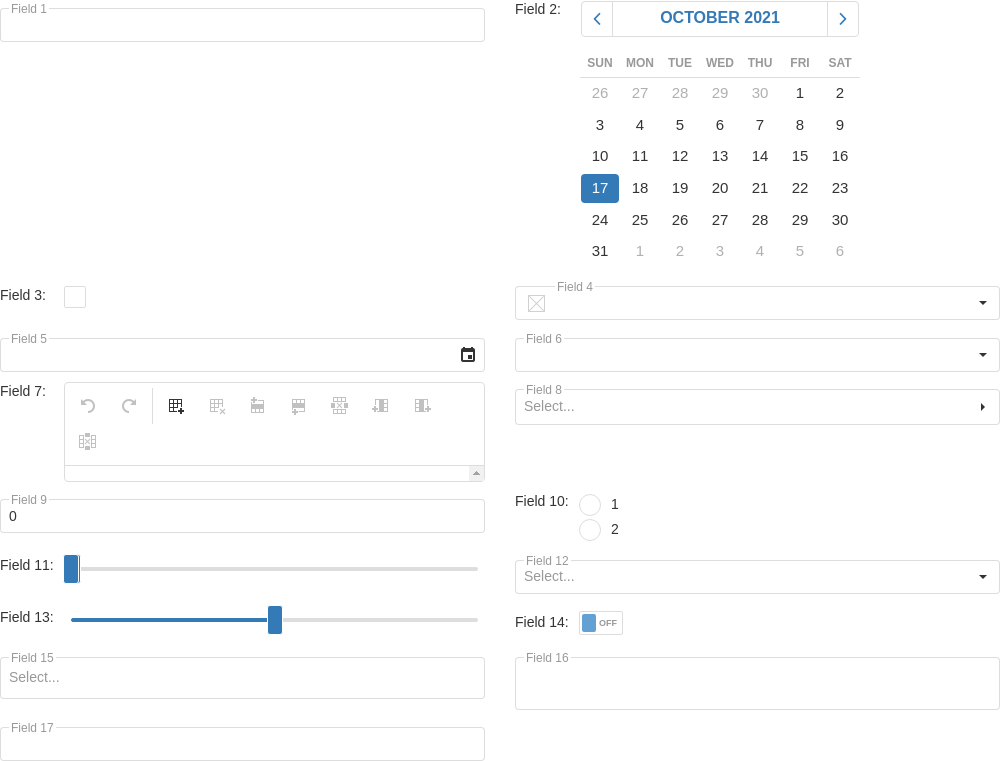 Field 1
Field 2:
OCTOBER 2021
SUN MON TUE WED THU FRI SAT
26 27 28 29 30 1 2
3 4 5 6 7 8 9
10 11 12 13 14 15 16
17 18 19 20 21 22 23
24 25 26 27 28 29 30
31 1 2 3 4 5 6
Field 3:
Field 4
Field 5
Field 6
Field 7:
Field 8
Select...
Field 9
0
Field 10:
1
2
Field 11:
Field 12
Select...
Field 13:
Field 14:
OFF
Field 15
Select...
Field 16
Field 17